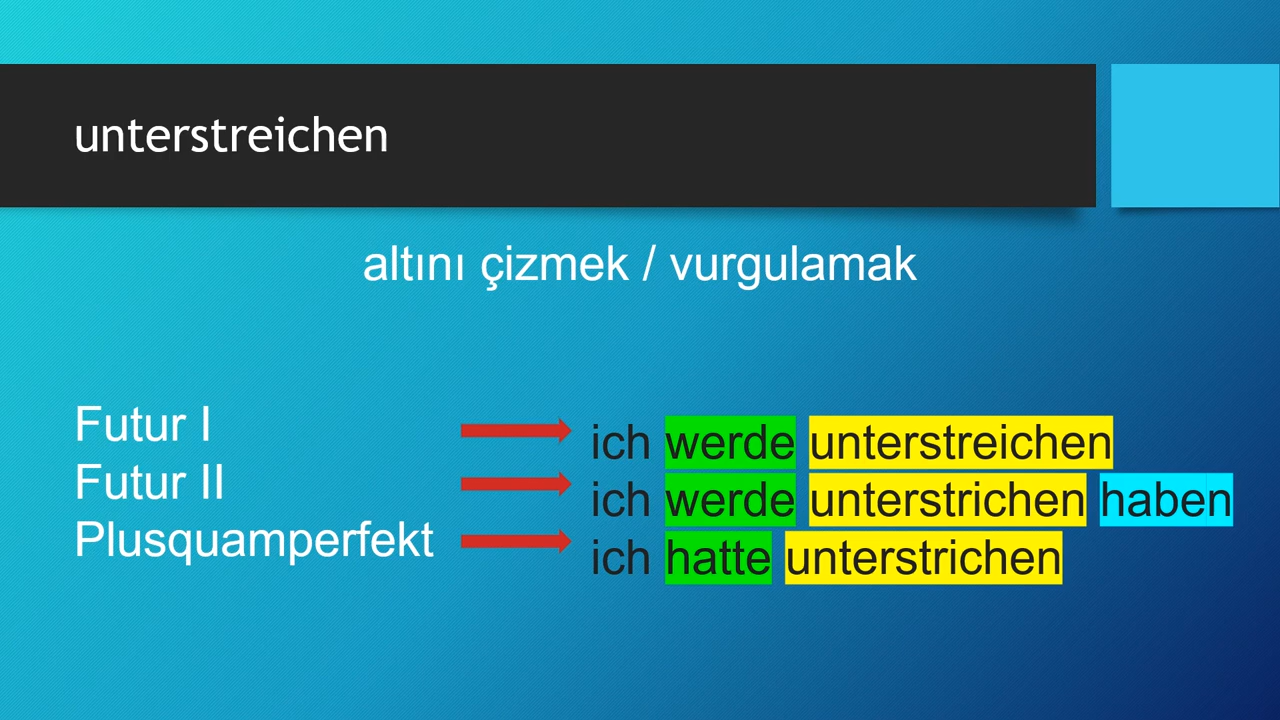 unterstreichen
altını çizmek / vurgulamak
Futur I
ich werde unterstreichen
Futur II
ich werde unterstrichen haben
Plusquamperfekt
ich hatte unterstrichen